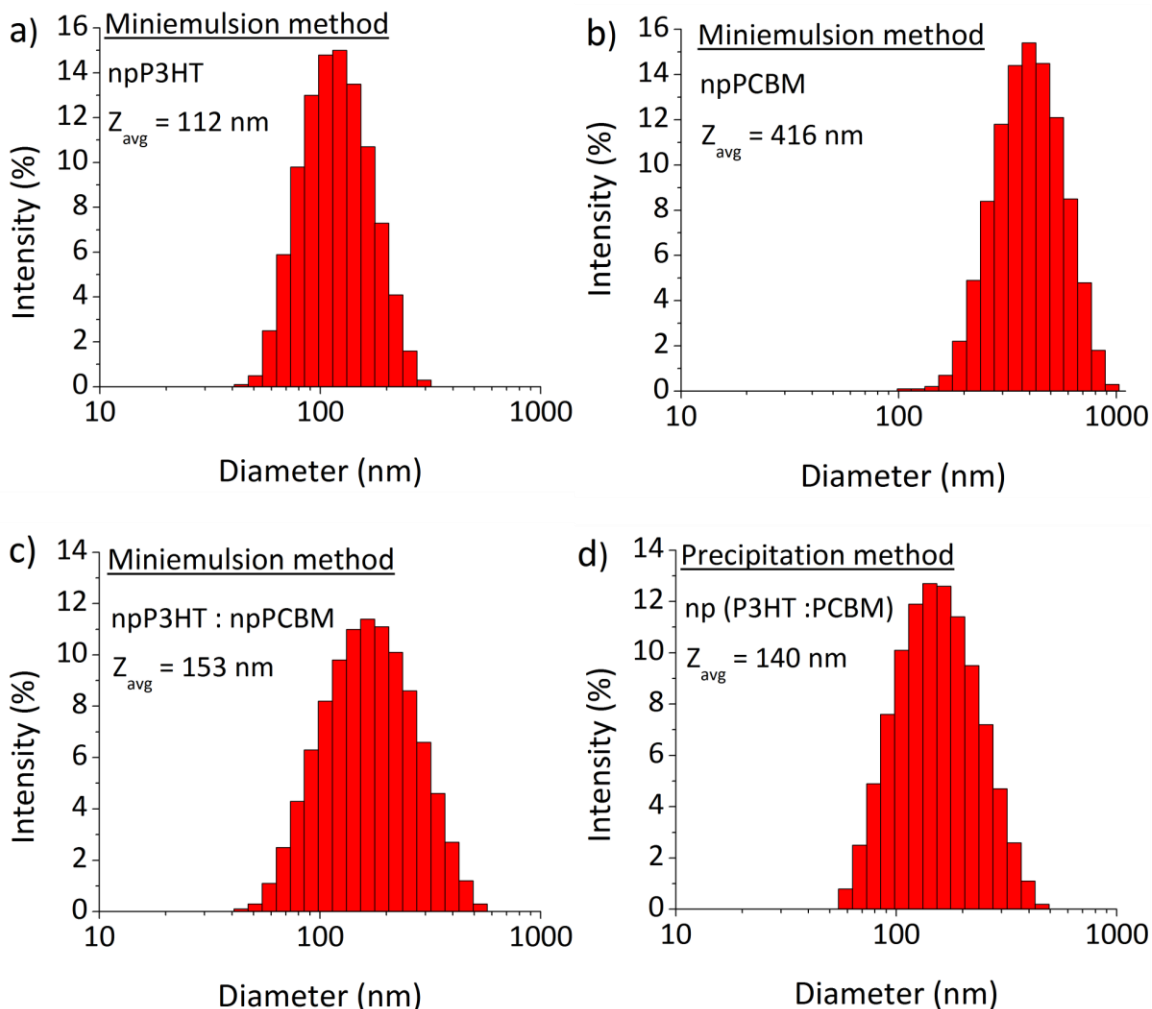 a)
Miniemulsion method
npP3HT
Zavg = 112 nm
16
14
12
10
8
6
4
2
0
10
100
1000
Intensity (%)
Diameter (nm)
b)
Miniemulsion method
npPCBM
Zavg = 416 nm
16
14
12
10
8
6
4
2
0
10
100
1000
Intensity (%)
Diameter (nm)
c)
Miniemulsion method
npP3HT : npPCBM
Zavg = 153 nm
14
12
10
8
6
4
2
0
10
100
1000
Intensity (%)
Diameter (nm)
d)
Precipitation method
np (P3HT :PCBM)
Zavg = 140 nm
14
12
10
8
6
4
2
0
10
100
1000
Intensity (%)
Diameter (nm)